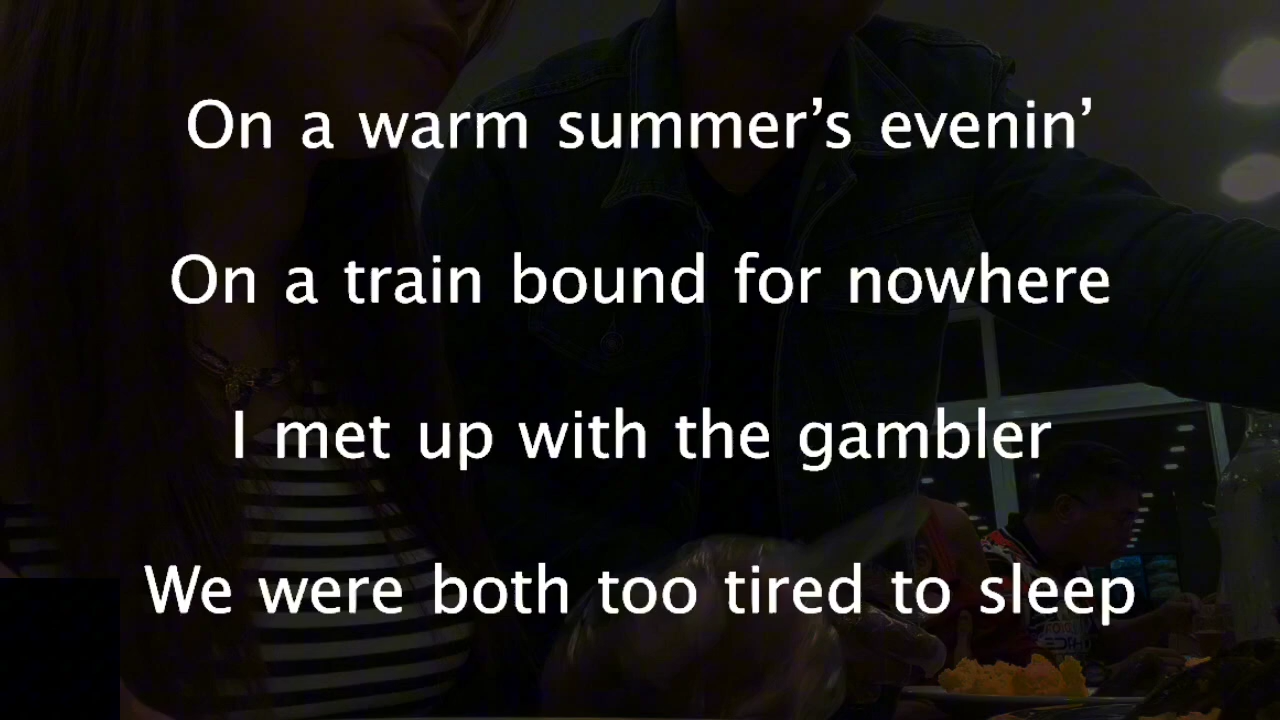 On a warm summer’s evenin’
On a train bound for nowhere
I met up with the gambler
We were both too tired to sleep